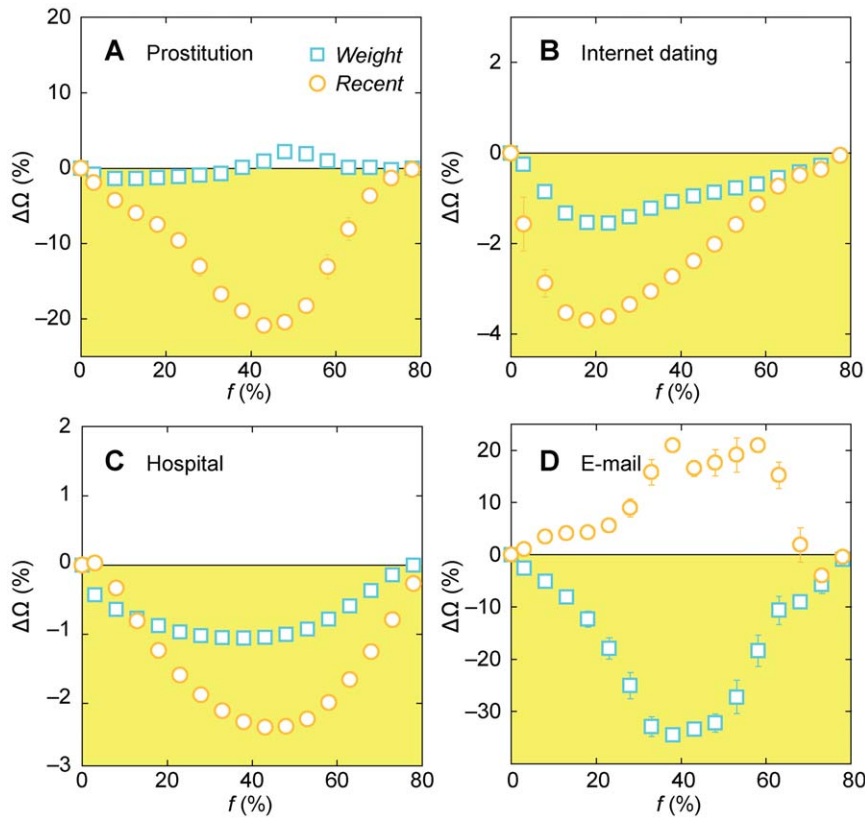 A Prostitution
Weight
Recent
20
10
0
–10
–20
ΔΩ (%)
0 20 40 60 80
f (%)
B Internet dating
2
0
–2
–4
ΔΩ (%)
0 20 40 60 80
f (%)
C Hospital
2
1
0
–1
–2
–3
ΔΩ (%)
0 20 40 60 80
f (%)
D E-mail
20
10
0
–10
–20
–30
ΔΩ (%)
0 20 40 60 80
f (%)